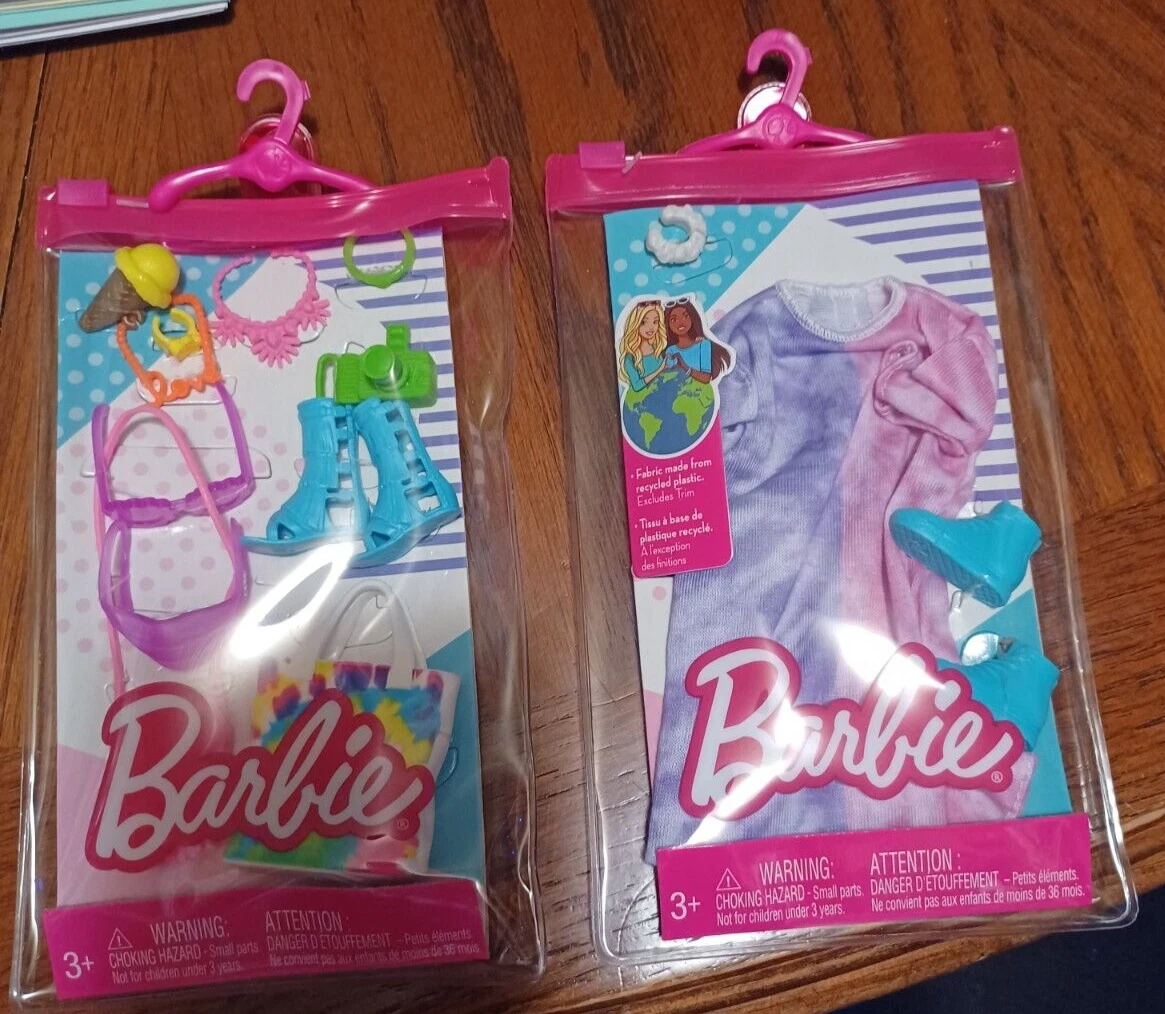 Barbie®
3+
⚠ WARNING:
CHOKING HAZARD - Small parts
Not for children under 3 years.
ATTENTION :
DANGER D'ÉTOUFFEMENT – Petits éléments.
Ne convient pas aux enfants de moins de 36 mois
• Fabric made from
recycled plastic.
Excludes Trim
• Tissu à base de
plastique recyclé.
À l'exception
des finitions
Barbie®
3+
⚠ WARNING:
CHOKING HAZARD - Small parts.
Not for children under 3 years.
ATTENTION :
DANGER D'ÉTOUFFEMENT – Petits éléments.
Ne convient pas aux enfants de moins de 36 mois.